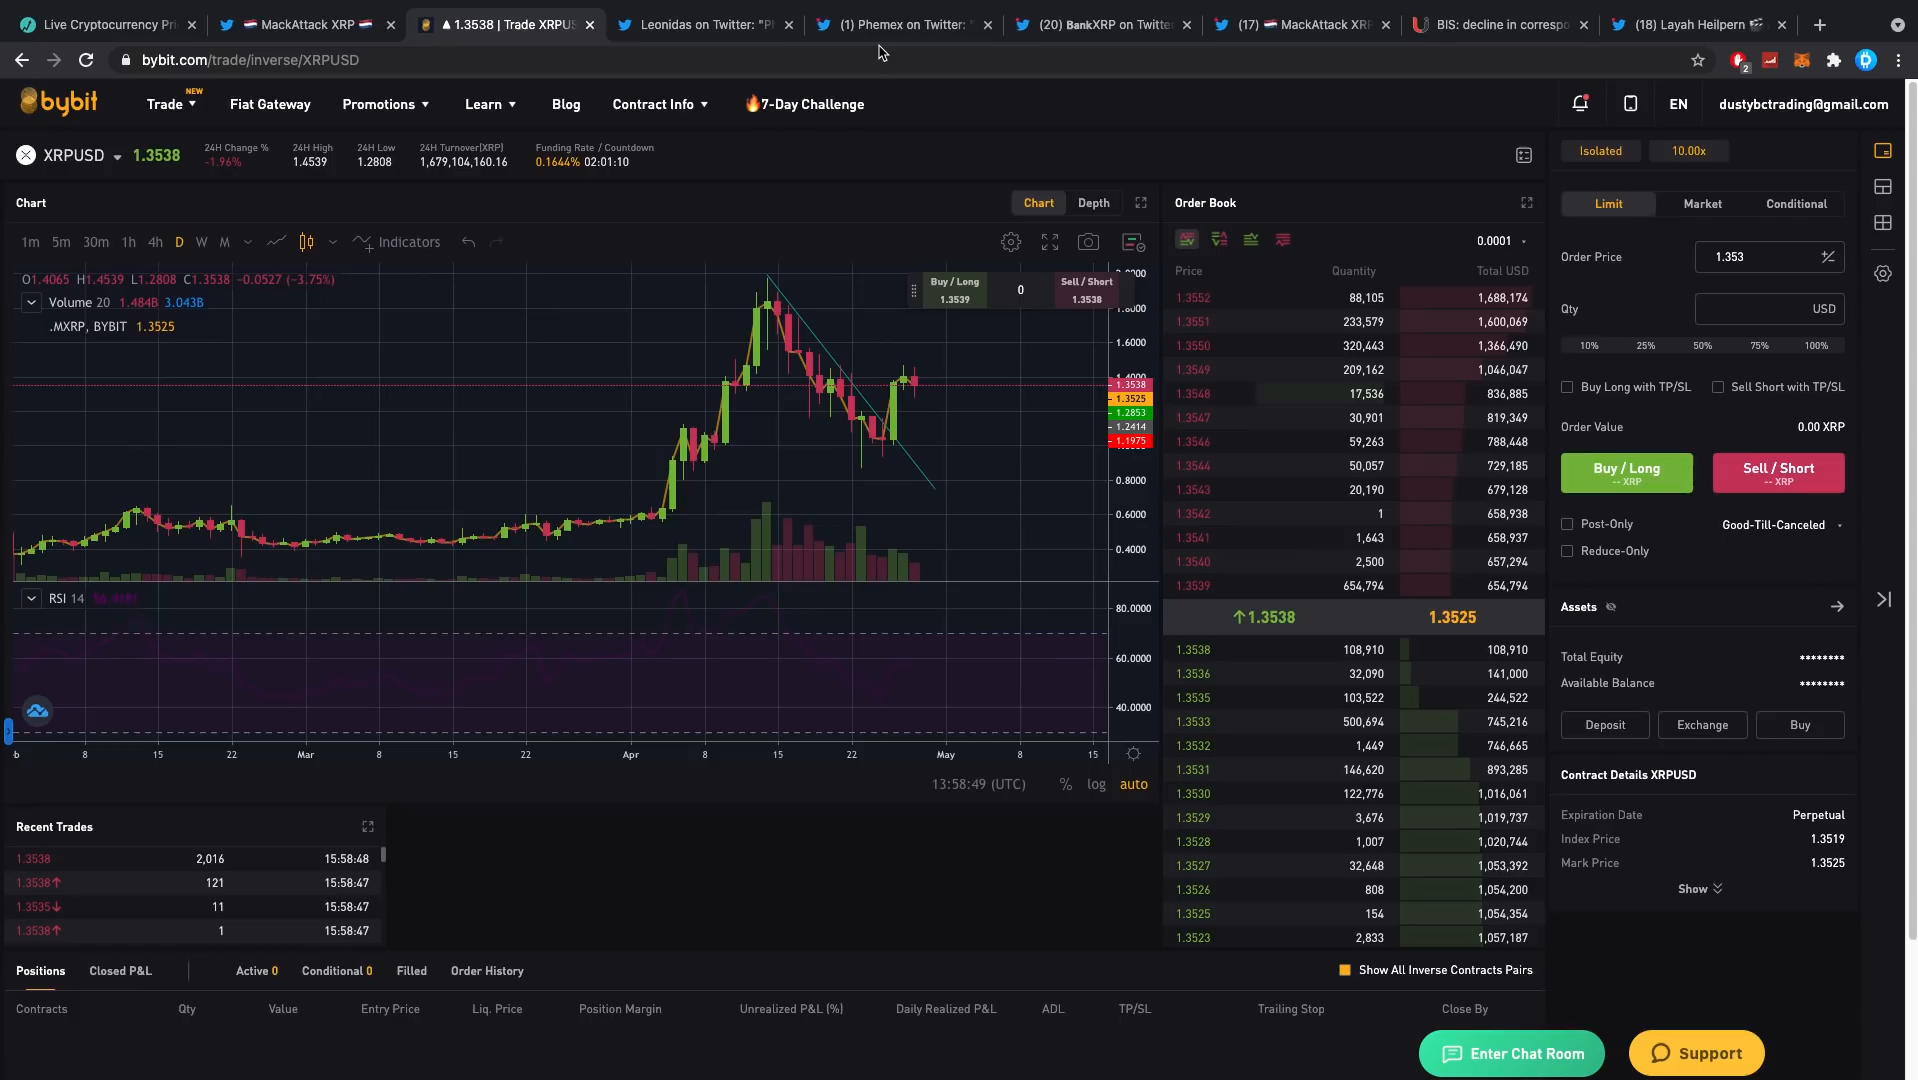 Live Cryptocurrency Pri
MackAttack XRP
1.3538 | Trade XRPUS
Leonidas on Twitter: "
(1) Phemex on Twitter: "
(20) BankXRP on Twitte
(17) MackAttack XR
BIS: decline in correspo
(18) Layah Heilpern
bybit.com/trade/inverse/XRPUSD
2
bybit
Trade
NEW
Fiat Gateway
Promotions
Learn
Blog
Contract Info
7-Day Challenge
EN
dustybctrading@gmail.com
XRPUSD
1.3538
24H Change %
-1.96%
24H High
1.4539
24H Low
1.2808
24H Turnover(XRP)
1,679,104,160.16
Funding Rate / Countdown
0.1644% 02:01:10
Chart
Chart
Depth
1m 5m 30m 1h 4h D W M
Indicators
O1.4065 H1.4539 L1.2808 C1.3538 -0.0527 (-3.75%)
Volume 20 1.484B 3.043B
.MXRP, BYBIT 1.3525
Buy / Long
1.3539
0
Sell / Short
1.3538
1.6000
1.3538
1.3525
1.2853
1.2414
1.1975
0.8000
0.6000
0.4000
RSI 14
80.0000
60.0000
40.0000
8 15 22 Mar 8 15 22 Apr 8 15 22 May 8 15
13:58:49 (UTC)
% log auto
Order Book
0.0001
Price Quantity Total USD
1.3552 88,105 1,688,174
1.3551 233,579 1,600,069
1.3550 320,443 1,366,490
1.3549 209,162 1,046,047
1.3548 17,536 836,885
1.3547 30,901 819,349
1.3546 59,263 788,448
1.3544 50,057 729,185
1.3543 20,190 679,128
1.3542 1 658,938
1.3541 1,643 658,937
1.3540 2,500 657,294
1.3539 654,794 654,794
1.3538 1.3525
1.3538 108,910 108,910
1.3536 32,090 141,000
1.3535 103,522 244,522
1.3533 500,694 745,216
1.3532 1,449 746,665
1.3531 146,620 893,285
1.3530 122,776 1,016,061
1.3529 3,676 1,019,737
1.3528 1,007 1,020,744
1.3527 32,648 1,053,392
1.3526 808 1,054,200
1.3525 154 1,054,354
1.3523 2,833 1,057,187
Isolated
10.00x
Limit
Market
Conditional
Order Price
1.353
Qty
USD
10% 25% 50% 75% 100%
Buy Long with TP/SL
Sell Short with TP/SL
Order Value
0.00 XRP
Buy / Long
-- XRP
Sell / Short
-- XRP
Post-Only
Good-Till-Canceled
Reduce-Only
Assets
Total Equity
********
Available Balance
********
Deposit
Exchange
Buy
Contract Details XRPUSD
Expiration Date
Perpetual
Index Price
1.3519
Mark Price
1.3525
Show
Recent Trades
1.3538 2,016 15:58:48
1.3538 121 15:58:47
1.3535 11 15:58:47
1.3538 1 15:58:47
Positions
Closed P&L
Active 0
Conditional 0
Filled
Order History
Show All Inverse Contracts Pairs
Contracts
Qty
Value
Entry Price
Liq. Price
Position Margin
Unrealized P&L (%)
Daily Realized P&L
ADL
TP/SL
Trailing Stop
Close By
Enter Chat Room
Support